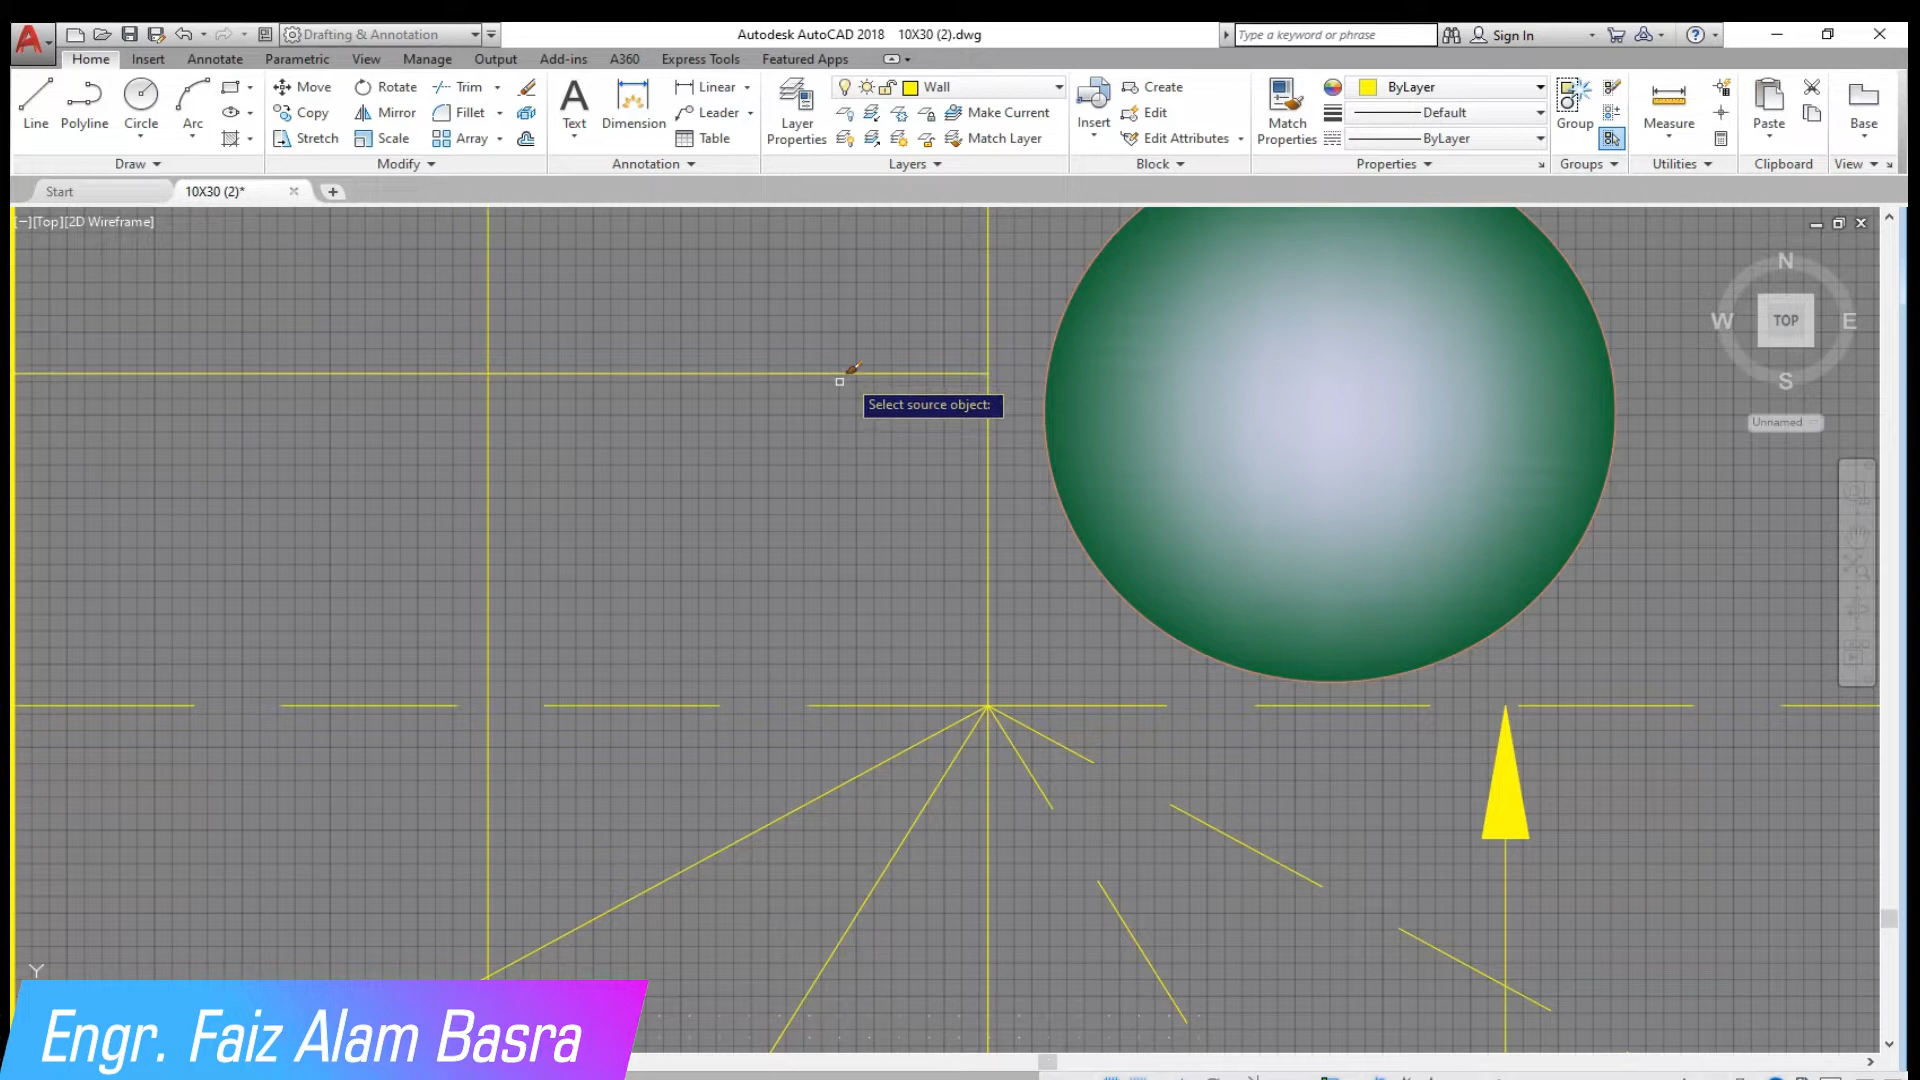 Drafting & Annotation
Autodesk AutoCAD 2018 10X30 (2).dwg
Type a keyword or phrase
Sign In
Home Insert Annotate Parametric View Manage Output Add-ins A360 Express Tools Featured Apps
Line
Polyline
Circle
Arc
Draw
Move
Rotate
Trim
Copy
Mirror
Fillet
Stretch
Scale
Array
Modify
Text
Dimension
Linear
Leader
Table
Annotation
Layer
Properties
Wall
Make Current
Match Layer
Layers
Insert
Create
Edit
Edit Attributes
Block
Match
Properties
ByLayer
Default
ByLayer
Properties
Group
Groups
Measure
Utilities
Paste
Clipboard
Base
View
Start
10X30 (2)*
[−][Top][2D Wireframe]
N
W
TOP
E
S
Unnamed
Select source object:
Y
Engr. Faiz Alam Basra